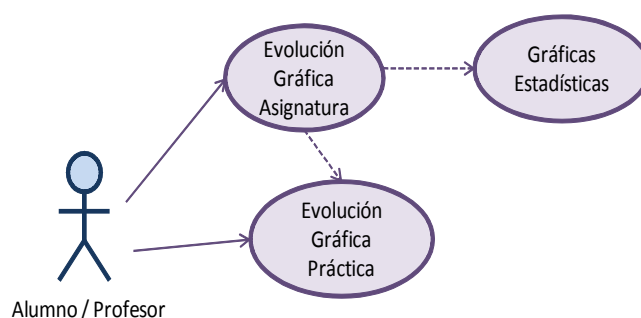 Evolución
Gráfica
Asignatura
Gráficas
Estadísticas
Evolución
Gráfica
Práctica
Alumno / Profesor